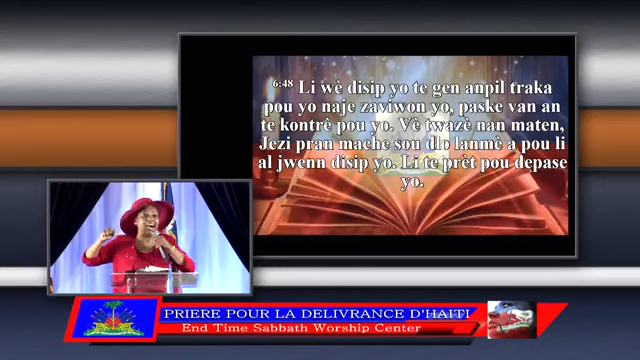 6:48 Li wè disip yo te gen anpil traka
pou yo naje zaviwon yo, paske van an
te kontrè pou yo. Vè twazè nan maten,
Jezi pran mache sou dlo lanmè a pou li
al jwenn disip yo. Li te prèt pou depase
yo.
PRIERE POUR LA DELIVRANCE D'HAITI
End Time Sabbath Worship Center